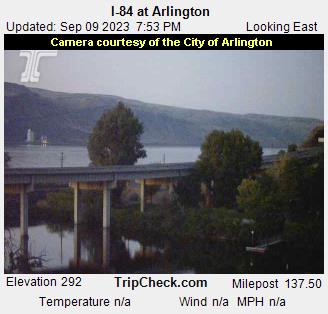 I-84 at Arlington
Updated: Sep 09 2023 7:53 PM Looking East
Camera courtesy of the City of Arlington
Elevation 292 TripCheck.com Milepost 137.50
Temperature n/a Wind n/a MPH n/a